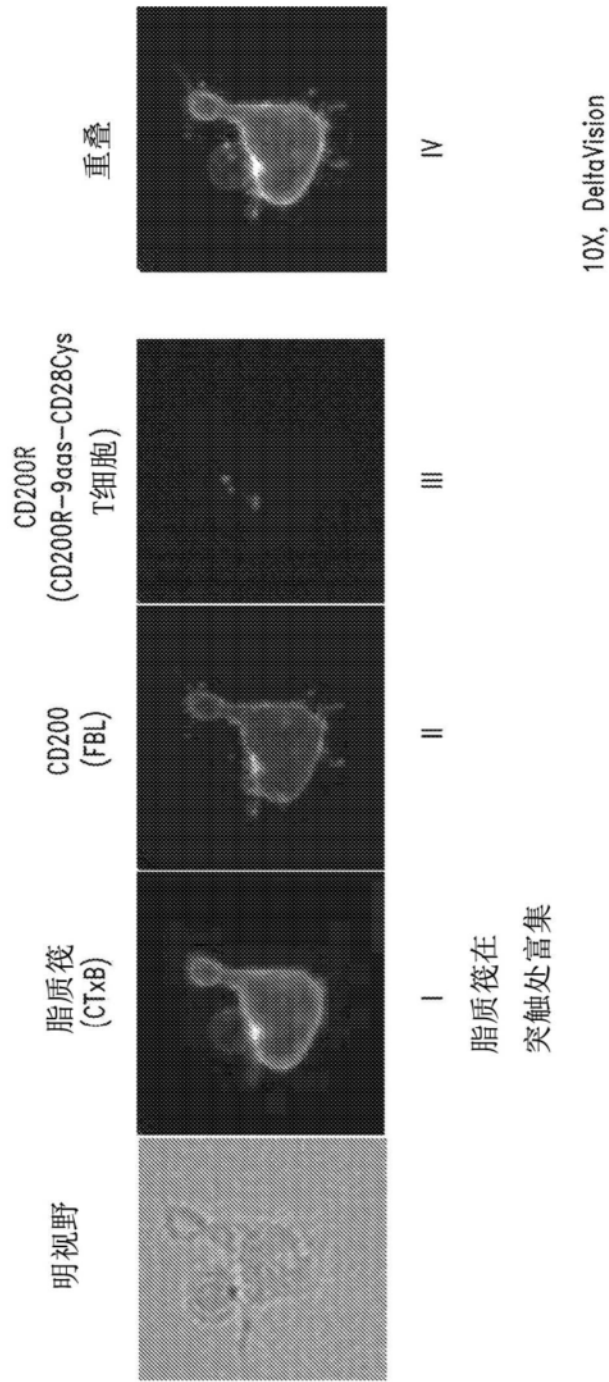 明视野
脂质筏
(CTxB)
CD200
(FBL)
CD200R
(CD200R-9aas-CD28Cys
T细胞)
重叠
I
II
III
IV
脂质筏在
突触处富集
10X, DeltaVision